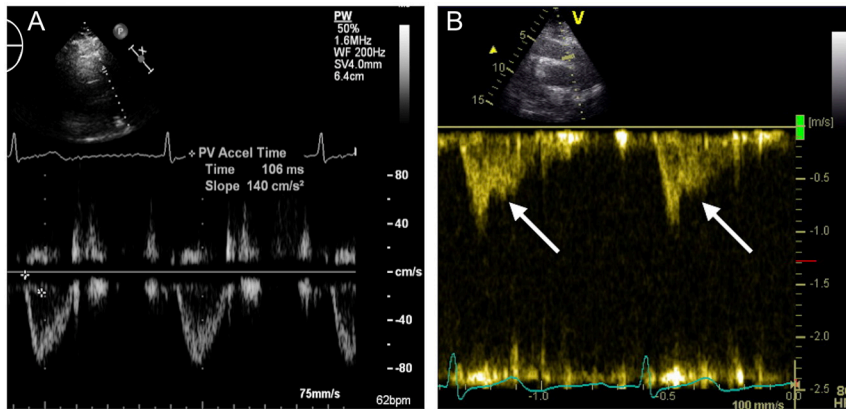 A
P
X
PW
50%
1.6MHz
WF 200Hz
SV4.0mm
6.4cm
PV Accel Time
Time 106 ms
Slope 140 cm/s²
80
40
cm/s
-40
-80
75mm/s
62bpm
B
V
5
10
15
[m/s]
-0.5
-1.0
-1.5
-2.0
-2.5
-1.0
-0.5
0.0
100 mm/s
HI